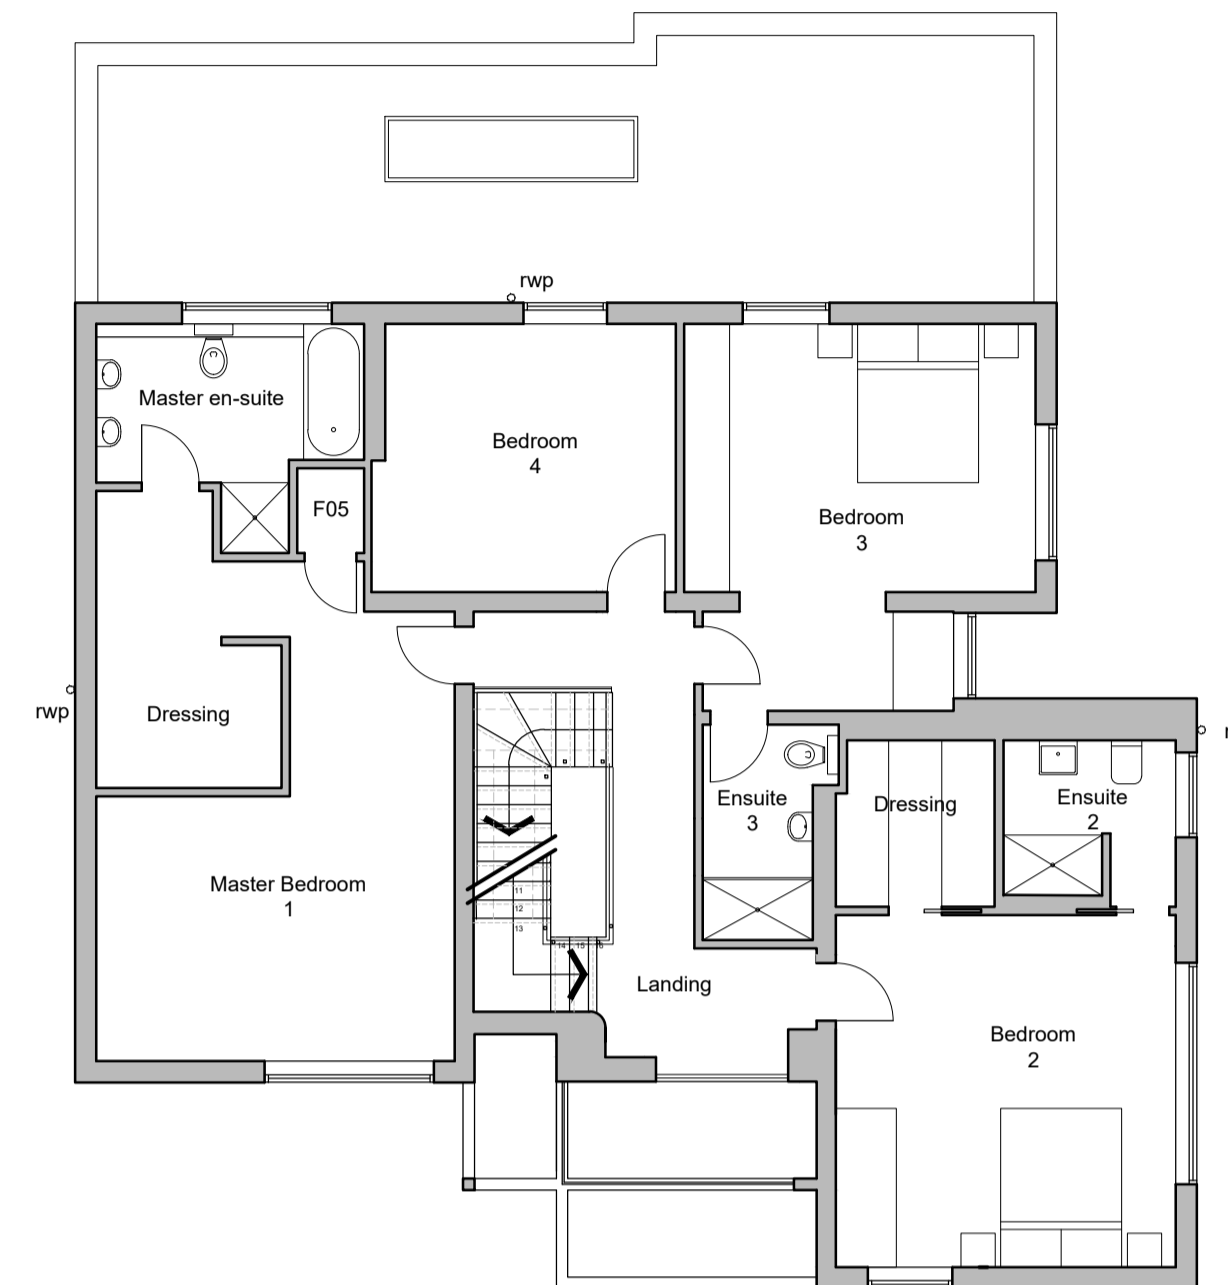 rwp
Master en-suite
Bedroom
4
F05
Bedroom
3
rwp
Dressing
Ensuite
3
Dressing
Ensuite
2
Master Bedroom
1
11
12
13
14
15
Landing
Bedroom
2